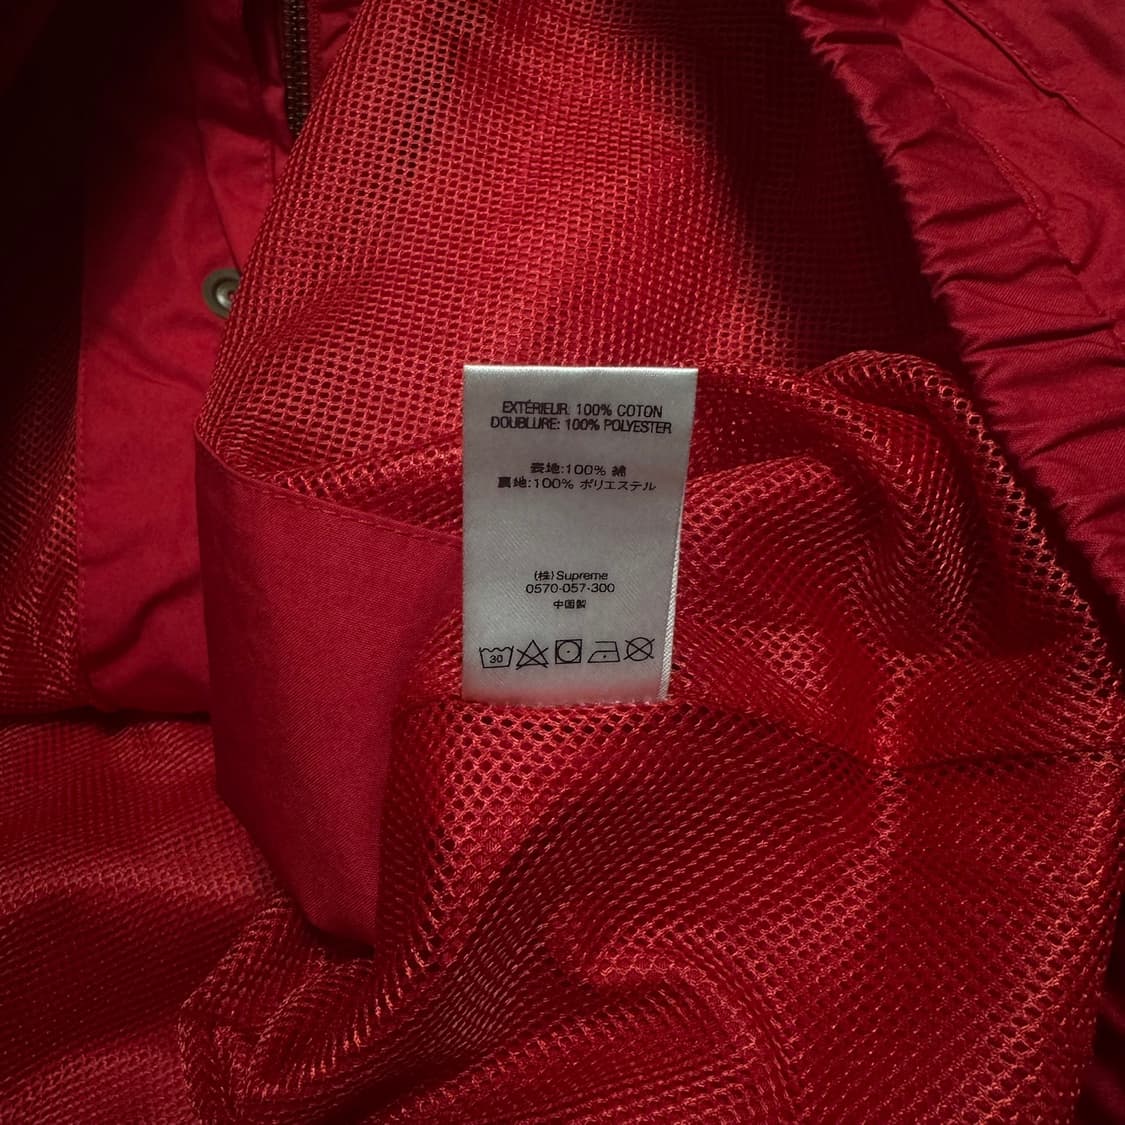 EXTÉRIEUR: 100% COTON
DOUBLURE: 100% POLYESTER
表地:100% 綿
裏地:100% ポリエステル
(株)Supreme
0570-057-300
中国製
30